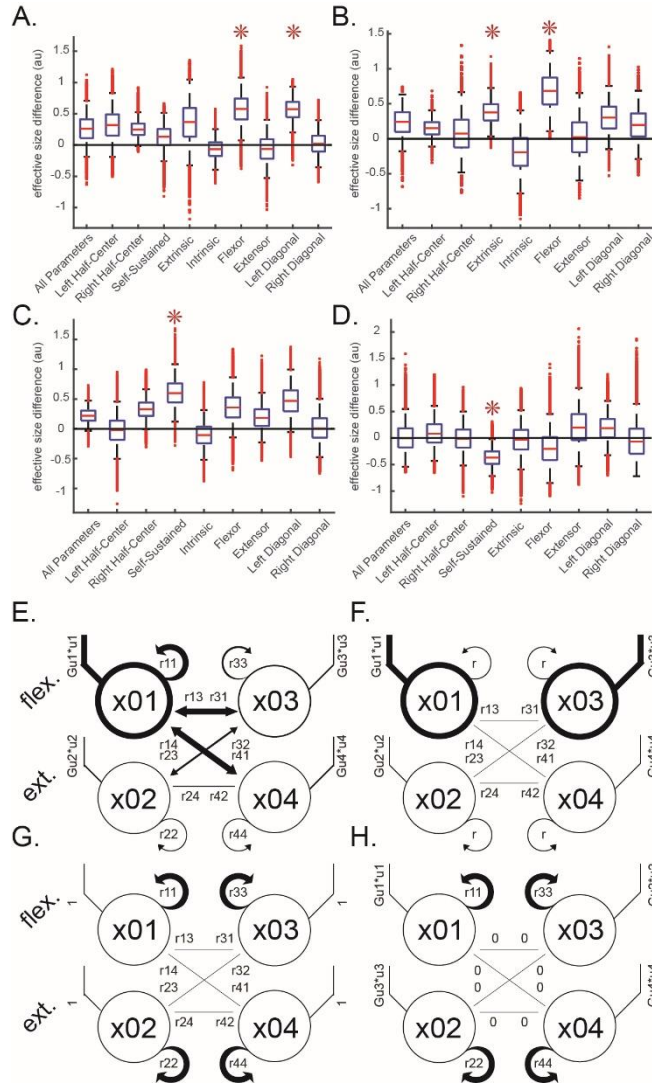 A.
effective size difference (au)
1.5
1
0.5
0
-0.5
-1
All Parameters
Left Half-Center
Right Half-Center
Self-Sustained
Extrinsic
Intrinsic
Flexor
Extensor
Left Diagonal
Right Diagonal
B.
effective size difference (au)
1.5
1
0.5
0
-0.5
-1
All Parameters
Left Half-Center
Right Half-Center
Extrinsic
Intrinsic
Flexor
Extensor
Left Diagonal
Right Diagonal
C.
effective size difference (au)
1.5
1
0.5
0
-0.5
-1
All Parameters
Left Half-Center
Right Half-Center
Self-Sustained
Intrinsic
Flexor
Extensor
Left Diagonal
Right Diagonal
D.
effective size difference (au)
2
1.5
1
0.5
0
-0.5
-1
All Parameters
Left Half-Center
Right Half-Center
Self-Sustained
Extrinsic
Flexor
Extensor
Left Diagonal
Right Diagonal
E.
flex.
Gu1*u1
r11 r33
Gu3*u3
x01 x03
r13 r31
r14 r32
r23 r41
ext.
Gu2*u2
Gu4*u4
x02 x04
r24 r42
r22 r44
F.
Gu1*u1
r r
Gu3*u3
x01 x03
r13 r31
r14 r32
r23 r41
Gu2*u2
Gu4*u4
x02 x04
r24 r42
r r
G.
flex.
1
r11 r33
1
x01 x03
r13 r31
r14 r32
r23 r41
ext.
1
1
x02 x04
r24 r42
r22 r44
H.
Gu1*u1
r11 r33
Gu2*u2
x01 x03
0 0
0 0
0 0
Gu3*u3
Gu4*u4
x02 x04
0 0
r22 r44